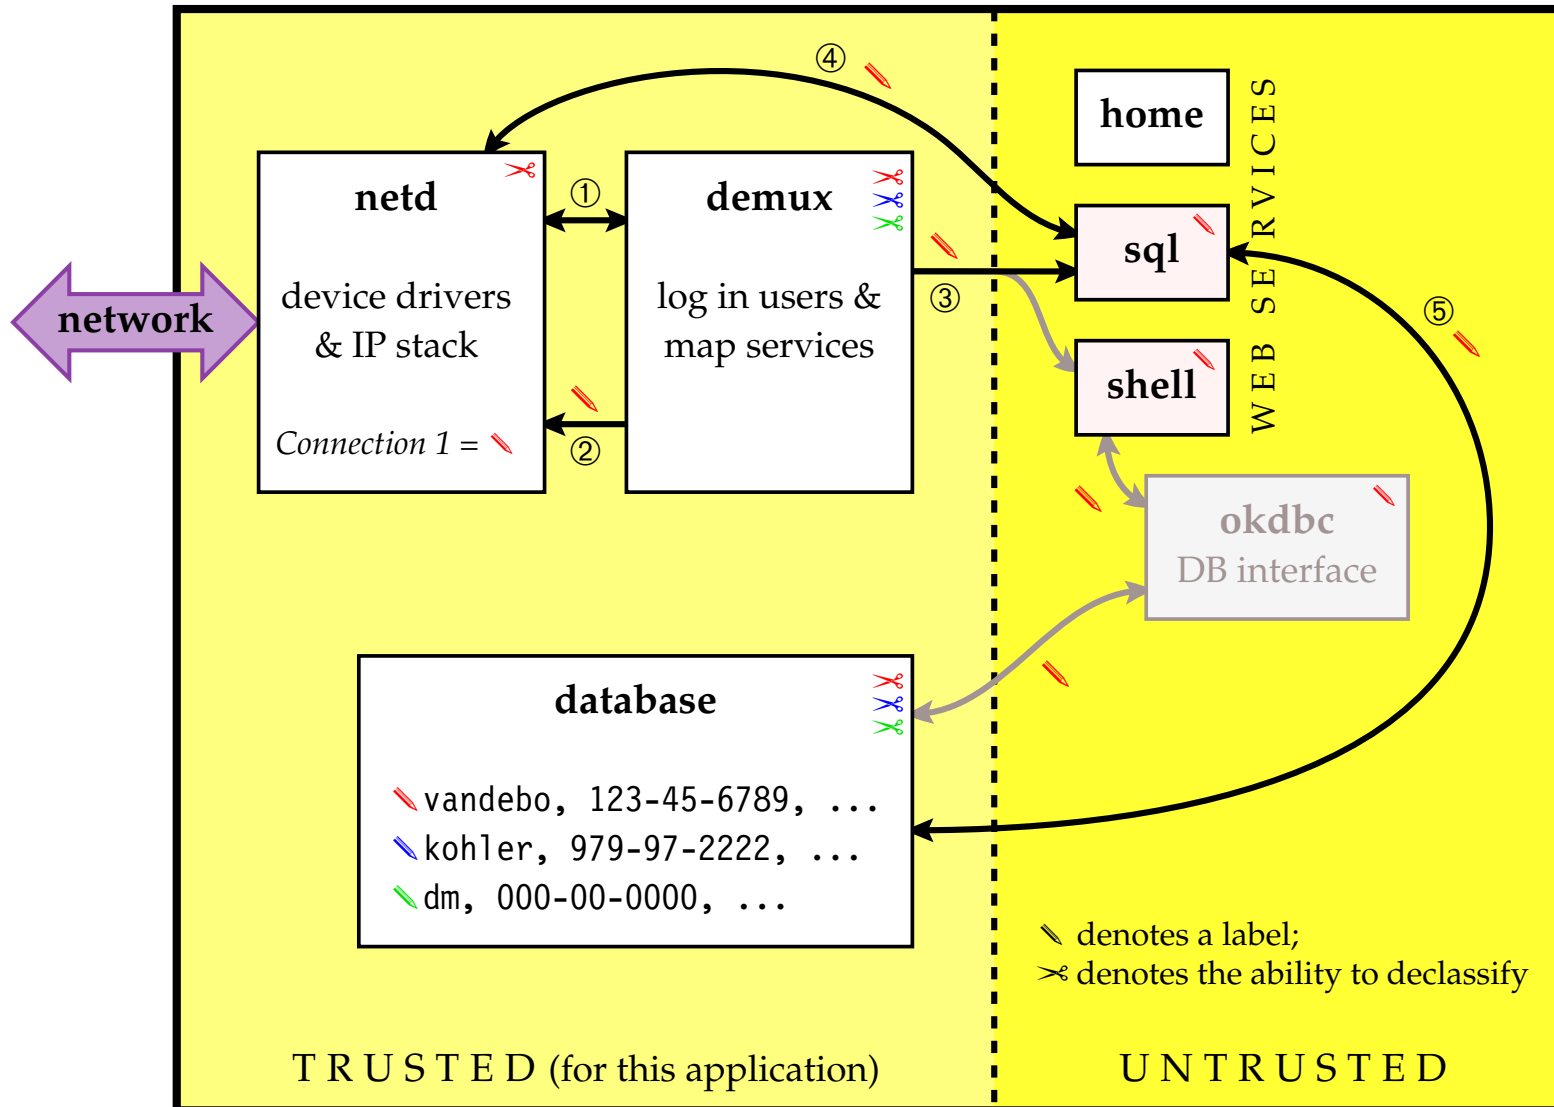 ④
home
netd
①
demux
sql
③
device drivers
& IP stack
log in users &
map services
network
②
Connection 1 =
shell
WEB SERVICES
⑤
okdbc
DB interface
database
vandebo, 123-45-6789, ...
kohler, 979-97-2222, ...
dm, 000-00-0000, ...
denotes a label;
denotes the ability to declassify
TRUSTED (for this application)
UNTRUSTED